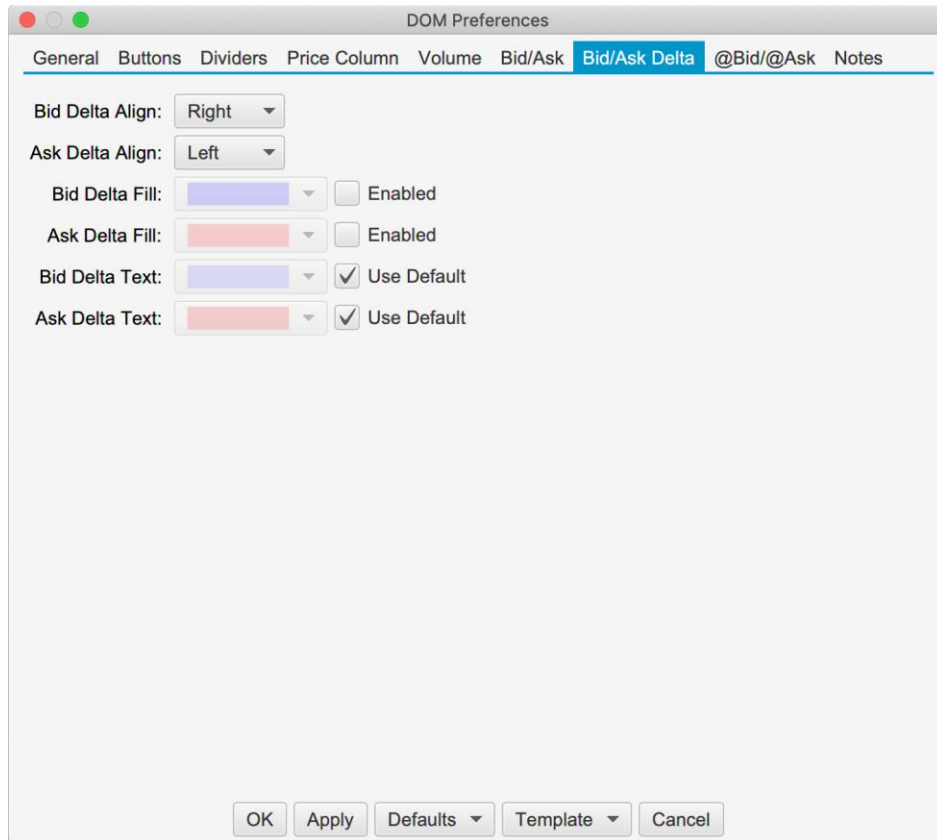 DOM Preferences
General Buttons Dividers Price Column Volume Bid/Ask Bid/Ask Delta @Bid/@Ask Notes
Bid Delta Align: Right
Ask Delta Align: Left
Bid Delta Fill: Enabled
Ask Delta Fill: Enabled
Bid Delta Text: Use Default
Ask Delta Text: Use Default
OK Apply Defaults Template Cancel